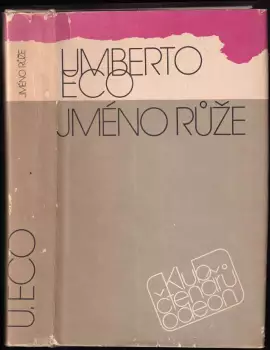 JMÉNO RŮŽE
U. ECO
UMBERTO
ECO
JMÉNO RŮŽE
klub
čtenářů
odeon